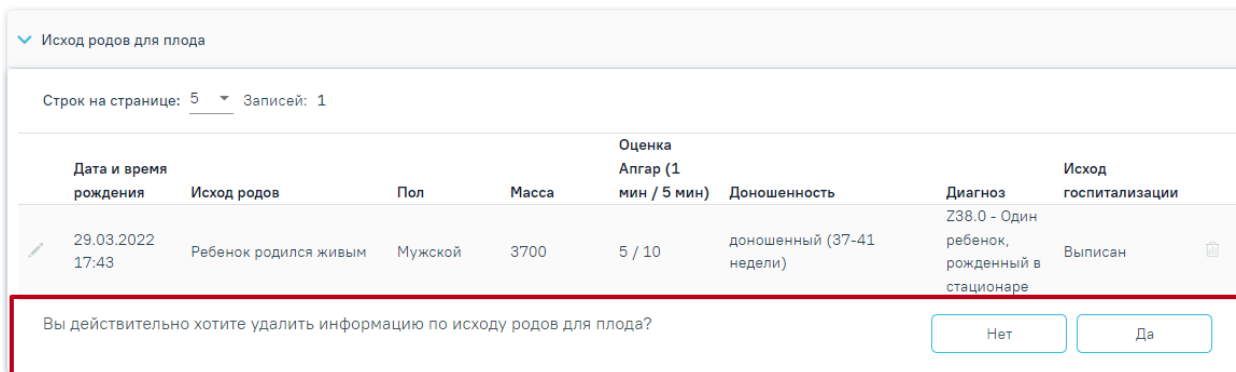 Исход родов для плода
Строк на странице: 5 Записей: 1
Дата и время рождения
Исход родов
Пол
Масса
Оценка Апгар (1 мин / 5 мин)
Доношенность
Диагноз
Исход госпитализации
29.03.2022 17:43
Ребенок родился живым
Мужской
3700
5 / 10
доношенный (37-41 недели)
Z38.0 - Один ребенок, рожденный в стационаре
Выписан
Вы действительно хотите удалить информацию по исходу родов для плода?
Нет
Да